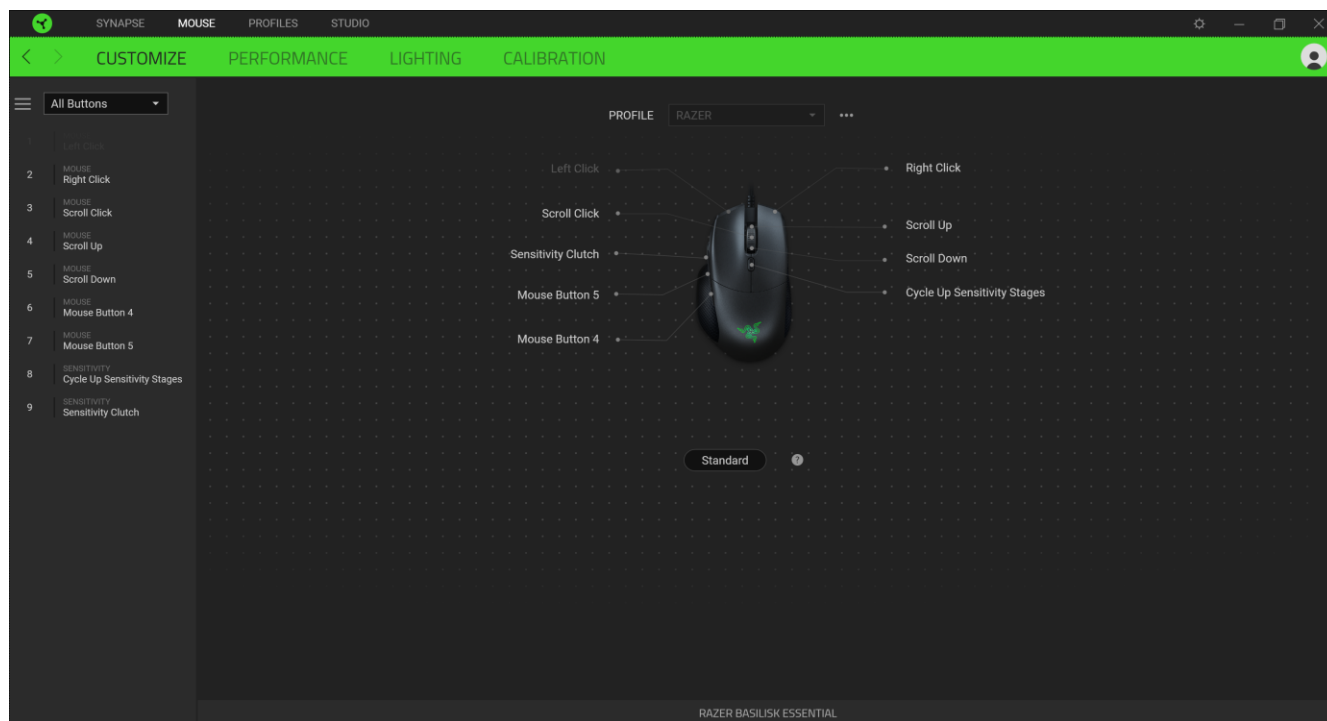 SYNAPSE MOUSE PROFILES STUDIO
CUSTOMIZE PERFORMANCE LIGHTING CALIBRATION
All Buttons
PROFILE RAZER
1 MOUSE
Left Click
2 MOUSE
Right Click
3 MOUSE
Scroll Click
4 MOUSE
Scroll Up
5 MOUSE
Scroll Down
6 MOUSE
Mouse Button 4
7 MOUSE
Mouse Button 5
8 SENSITIVITY
Cycle Up Sensitivity Stages
9 SENSITIVITY
Sensitivity Clutch
Left Click
Scroll Click
Sensitivity Clutch
Mouse Button 5
Mouse Button 4
Right Click
Scroll Up
Scroll Down
Cycle Up Sensitivity Stages
Standard ?
RAZER BASILISK ESSENTIAL